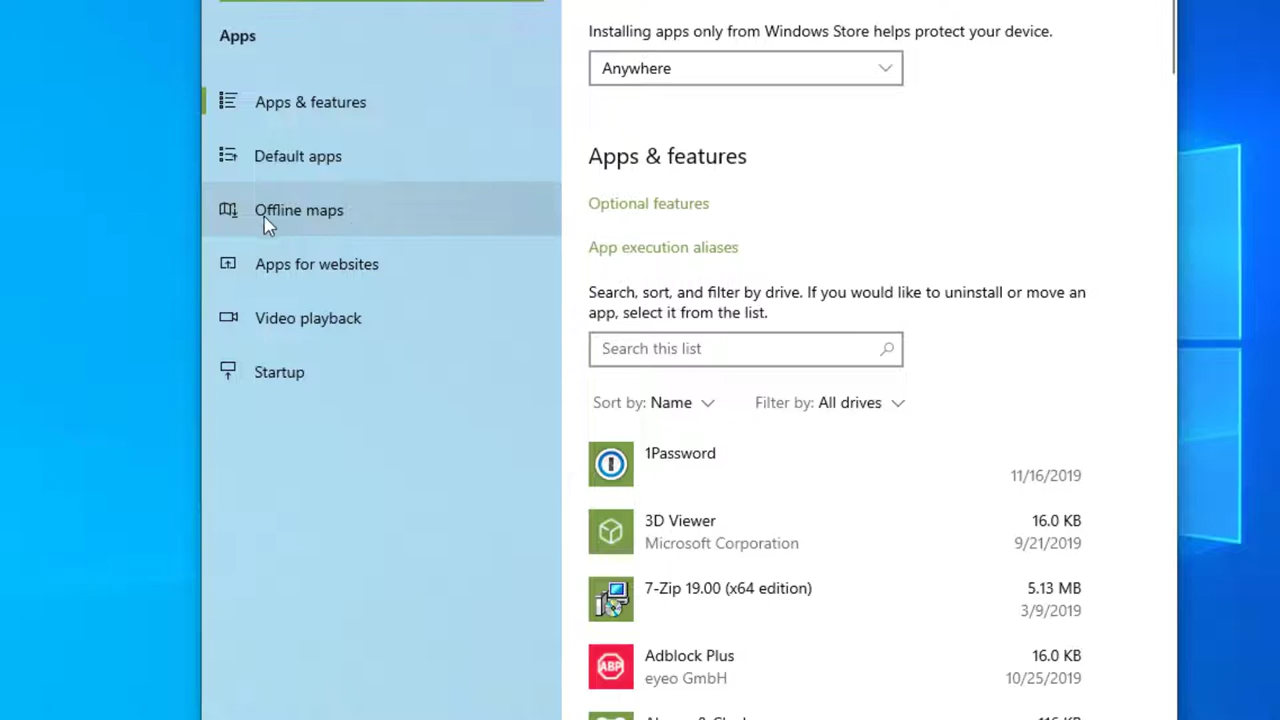 Apps
Apps & features
Default apps
Offline maps
Apps for websites
Video playback
Startup
Installing apps only from Windows Store helps protect your device.
Anywhere
Apps & features
Optional features
App execution aliases
Search, sort, and filter by drive. If you would like to uninstall or move an
app, select it from the list.
Search this list
Sort by: Name Filter by: All drives
1Password
11/16/2019
3D Viewer 16.0 KB
Microsoft Corporation 9/21/2019
7-Zip 19.00 (x64 edition) 5.13 MB
3/9/2019
ABP
Adblock Plus 16.0 KB
eyeo GmbH 10/25/2019